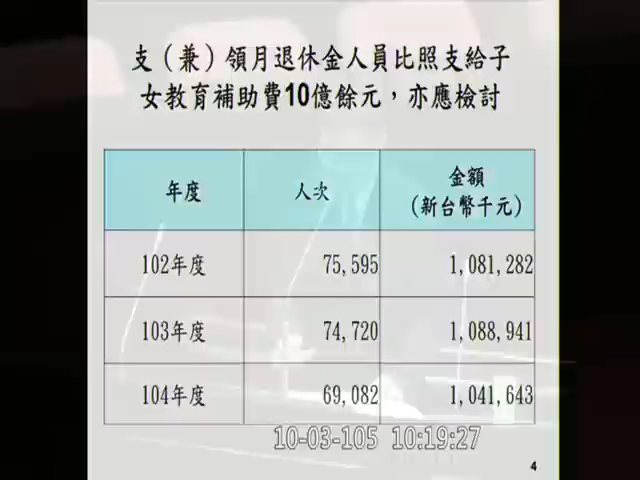 支（兼）領月退休金人員比照支給子
女教育補助費10億餘元，亦應檢討
年度 人次 金額
（新台幣千元）
102年度 75,595 1,081,282
103年度 74,720 1,088,941
104年度 69,082 1,041,643
10-03-105 10:19:27
4